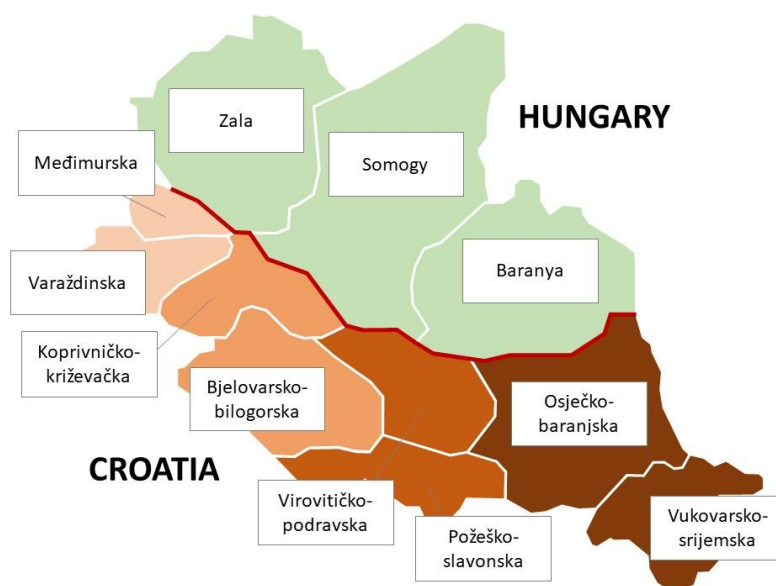 Zala
HUNGARY
Međimurska
Somogy
Varaždinska
Baranya
Koprivničko-
križevačka
Bjelovarsko-
bilogorska
Osječko-
baranjska
CROATIA
Virovitičko-
podravska
Požeško-
slavonska
Vukovarsko-
srijemska